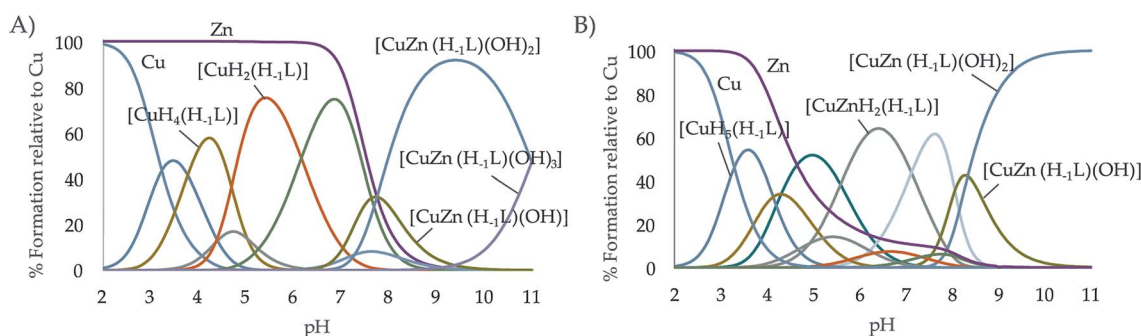 A)
% Formation relative to Cu
100
80
60
40
20
0
Zn
Cu
[CuH₄(H₋₁L)]
[CuH₂(H₋₁L)]
[CuZn (H₋₁L)(OH)₂]
[CuZn (H₋₁L)(OH)₃]
[CuZn (H₋₁L)(OH)]
2 3 4 5 6 7 8 9 10 11
pH
B)
% Formation relative to Cu
100
80
60
40
20
0
Cu
Zn
[CuH₅(H₋₁L)]
[CuZnH₂(H₋₁L)]
[CuZn (H₋₁L)(OH)₂]
[CuZn (H₋₁L)(OH)]
2 3 4 5 6 7 8 9 10 11
pH